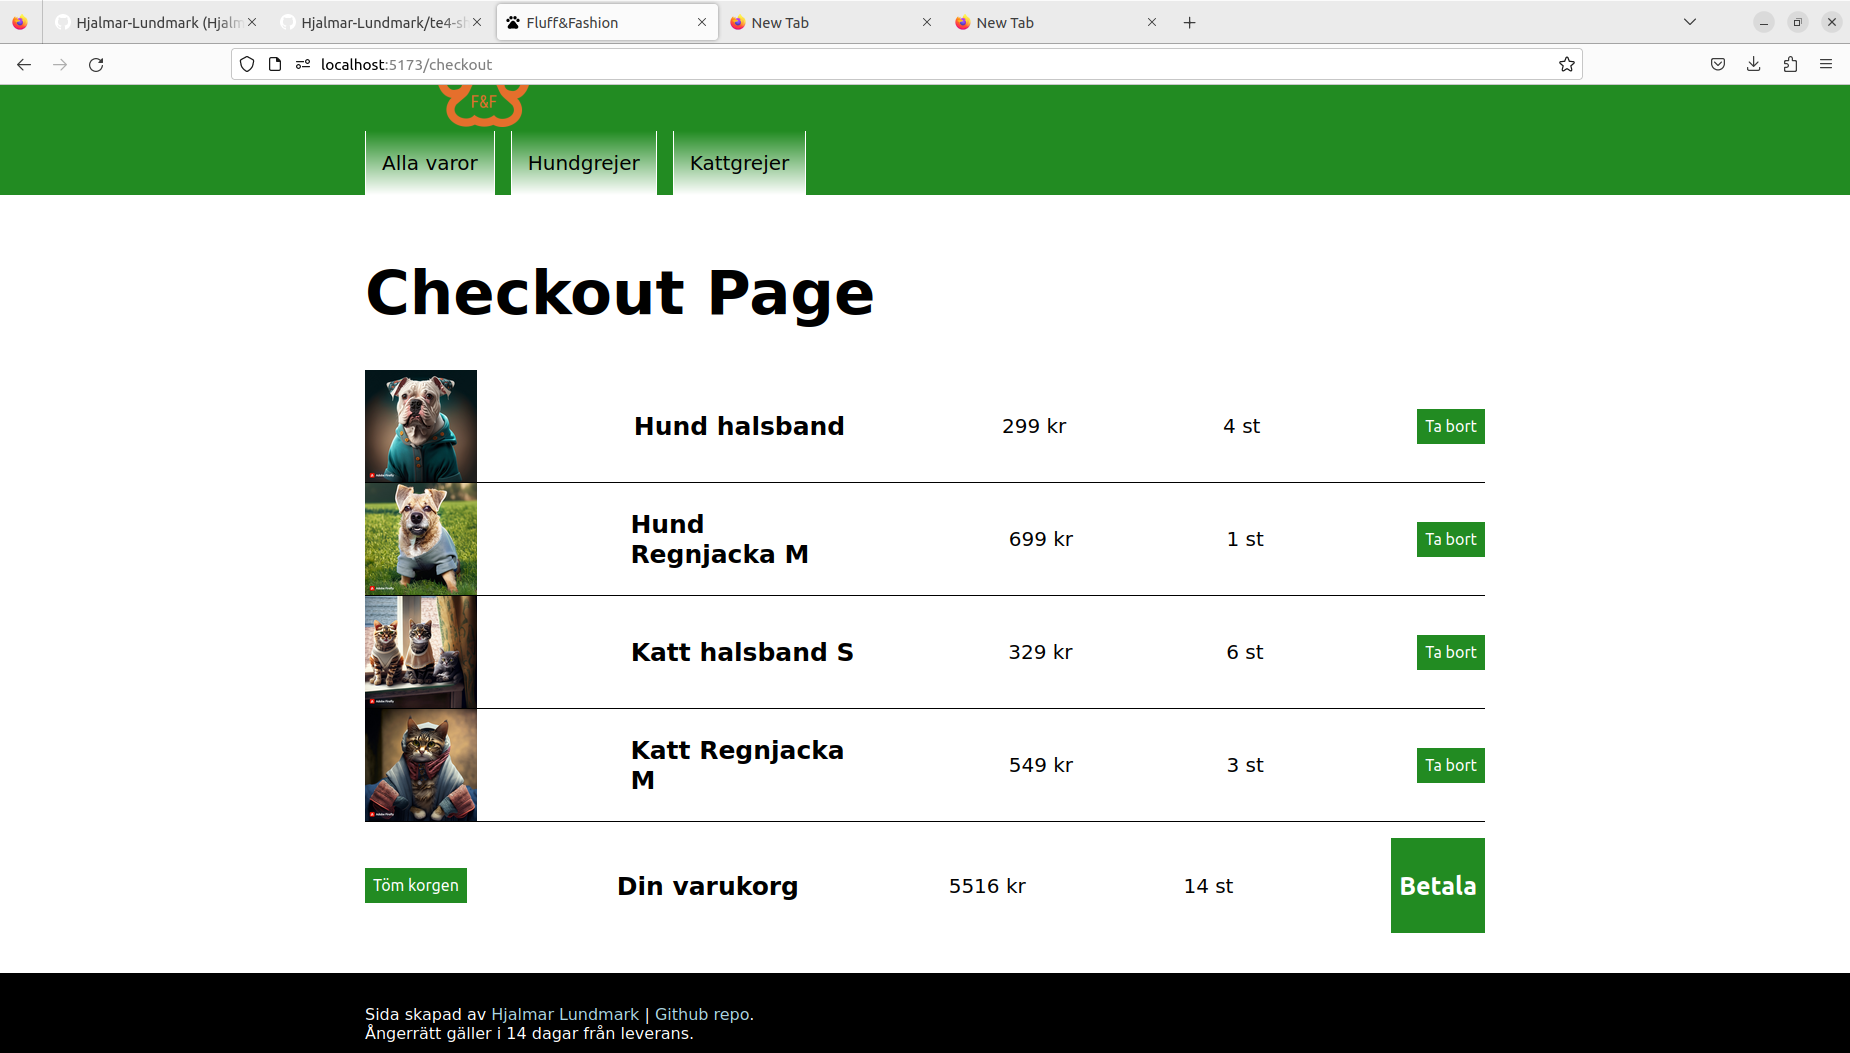 Hjalmar-Lundmark (Hjalm
Hjalmar-Lundmark/te4-sh
Fluff&Fashion
New Tab
New Tab
localhost:5173/checkout
F&F
Alla varor
Hundgrejer
Kattgrejer
Checkout Page
Hund halsband
299 kr
4 st
Ta bort
Hund
Regnjacka M
699 kr
1 st
Ta bort
Katt halsband S
329 kr
6 st
Ta bort
Katt Regnjacka
M
549 kr
3 st
Ta bort
Töm korgen
Din varukorg
5516 kr
14 st
Betala
Sida skapad av Hjalmar Lundmark | Github repo.
Ångerrätt gäller i 14 dagar från leverans.